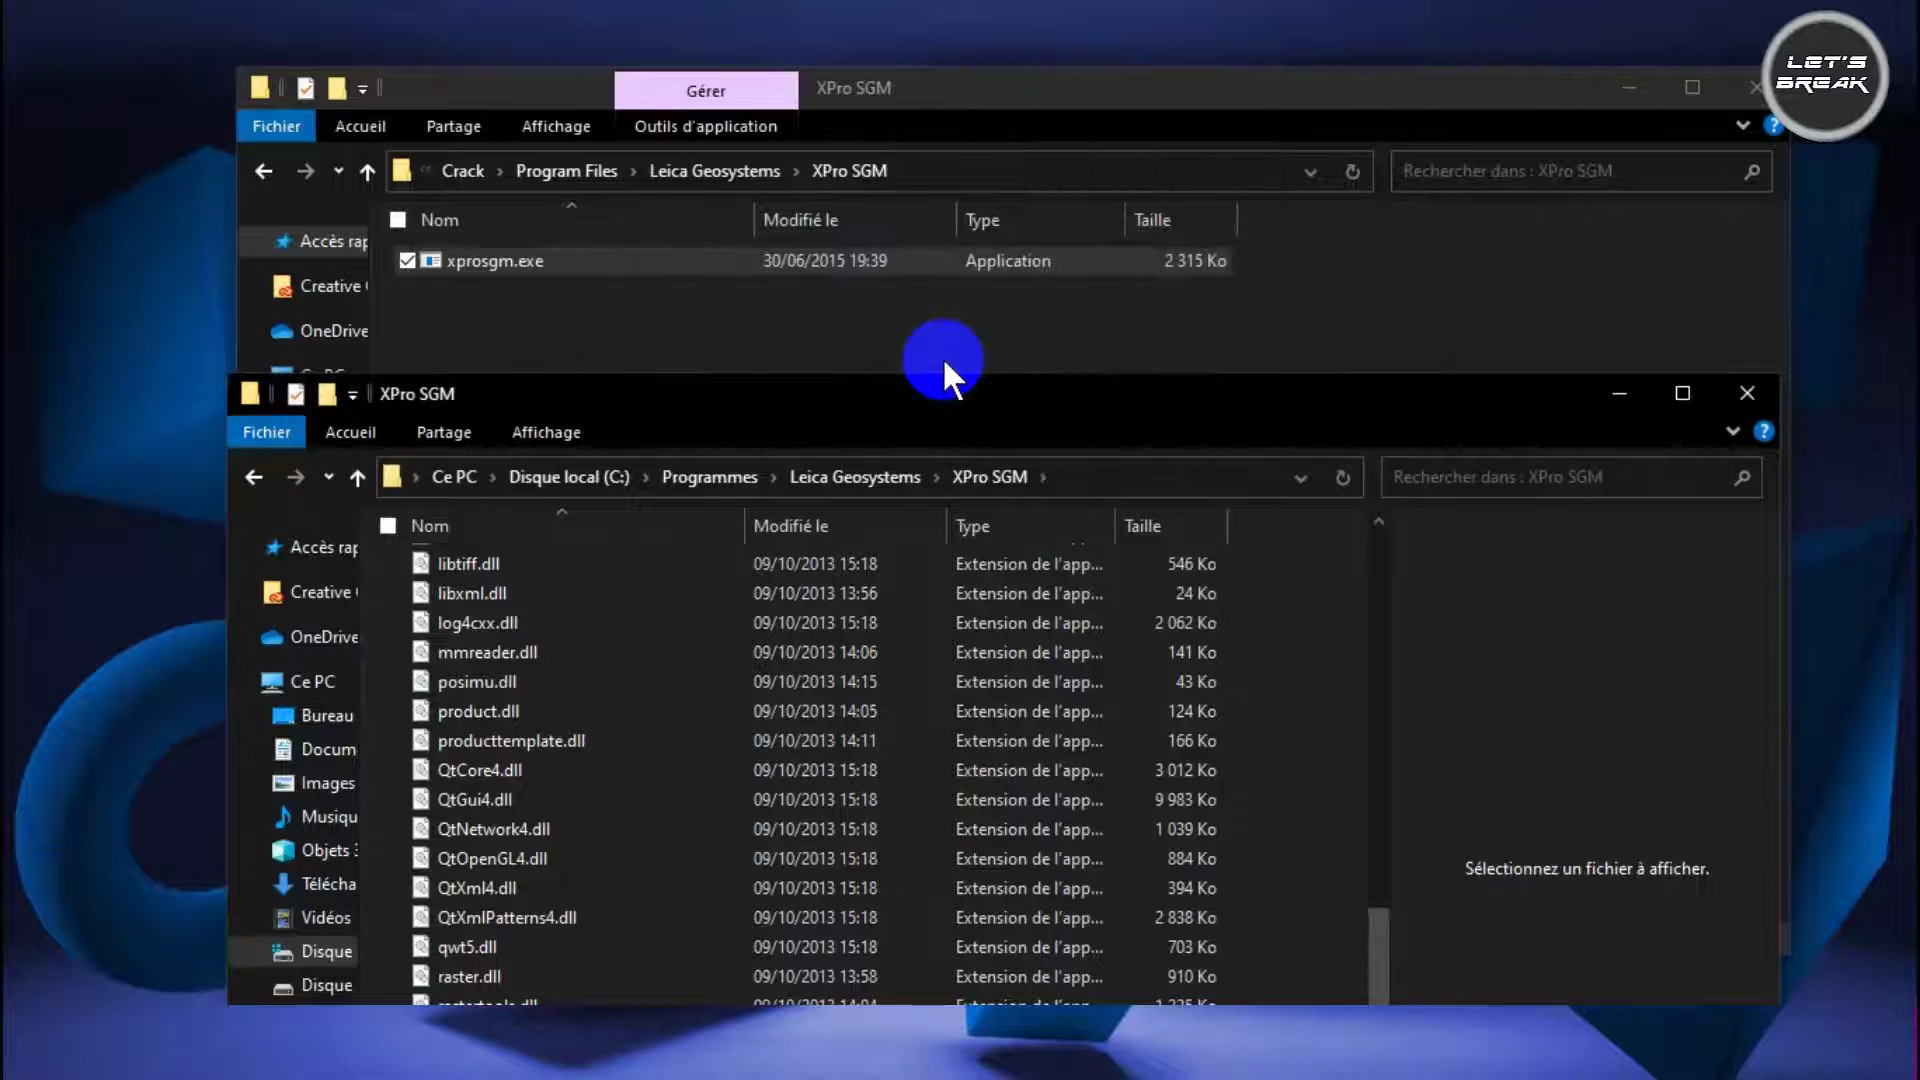 LET'S
BREAK
Gérer XPro SGM
Fichier Accueil Partage Affichage Outils d'application
Crack Program Files Leica Geosystems XPro SGM Rechercher dans : XPro SGM
Nom Modifié le Type Taille
Accès rap
xprosgm.exe 30/06/2015 19:39 Application 2 315 Ko
Creative
OneDrive
XPro SGM
Fichier Accueil Partage Affichage
Ce PC Disque local (C:) Programmes Leica Geosystems XPro SGM Rechercher dans : XPro SGM
Nom Modifié le Type Taille
Accès rap
Creative
OneDrive
Ce PC
Bureau
Docum
Images
Musiqu
Objets 3
Télécha
Vidéos
Disque
Disque
libtiff.dll 09/10/2013 15:18 Extension de l'app... 546 Ko
libxml.dll 09/10/2013 13:56 Extension de l'app... 24 Ko
log4cxx.dll 09/10/2013 15:18 Extension de l'app... 2 062 Ko
mmreader.dll 09/10/2013 14:06 Extension de l'app... 141 Ko
posimu.dll 09/10/2013 14:15 Extension de l'app... 43 Ko
product.dll 09/10/2013 14:05 Extension de l'app... 124 Ko
producttemplate.dll 09/10/2013 14:11 Extension de l'app... 166 Ko
QtCore4.dll 09/10/2013 15:18 Extension de l'app... 3 012 Ko
QtGui4.dll 09/10/2013 15:18 Extension de l'app... 9 983 Ko
QtNetwork4.dll 09/10/2013 15:18 Extension de l'app... 1 039 Ko
QtOpenGL4.dll 09/10/2013 15:18 Extension de l'app... 884 Ko
QtXml4.dll 09/10/2013 15:18 Extension de l'app... 394 Ko
QtXmlPatterns4.dll 09/10/2013 15:18 Extension de l'app... 2 838 Ko
qwt5.dll 09/10/2013 15:18 Extension de l'app... 703 Ko
raster.dll 09/10/2013 13:58 Extension de l'app... 910 Ko
Sélectionnez un fichier à afficher.